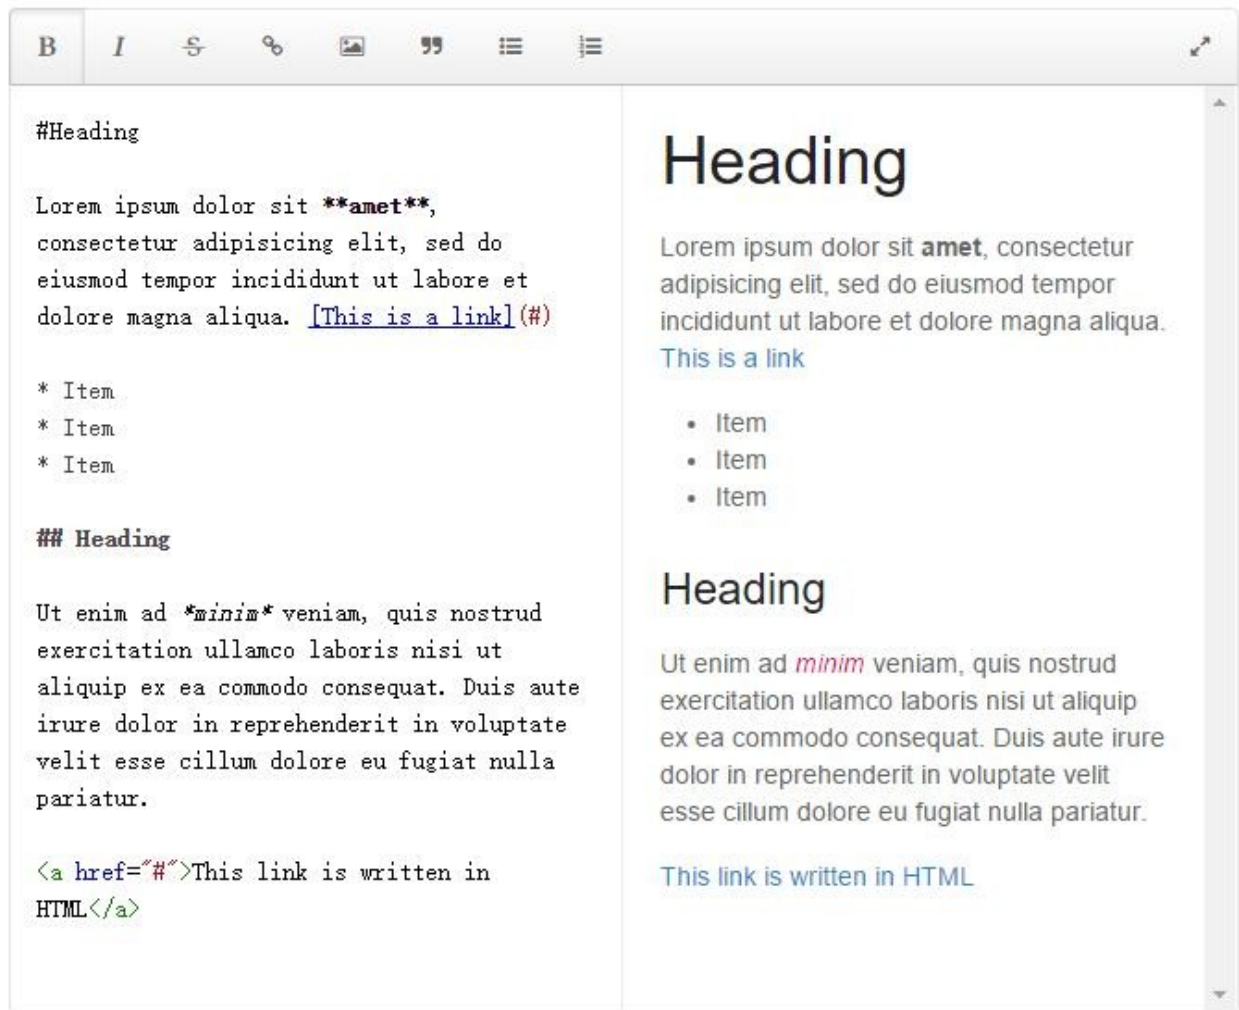 B I S
#Heading
Lorem ipsum dolor sit **amet**,
consectetur adipisicing elit, sed do
eiusmod tempor incididunt ut labore et
dolore magna aliqua. [This is a link](#)
* Item
* Item
* Item
## Heading
Ut enim ad *minim* veniam, quis nostrud
exercitation ullamco laboris nisi ut
aliquip ex ea commodo consequat. Duis aute
irure dolor in reprehenderit in voluptate
velit esse cillum dolore eu fugiat nulla
pariatur.
<a href="#">This link is written in
HTML</a>
Heading
Lorem ipsum dolor sit amet, consectetur
adipisicing elit, sed do eiusmod tempor
incididunt ut labore et dolore magna aliqua.
This is a link
• Item
• Item
• Item
Heading
Ut enim ad minim veniam, quis nostrud
exercitation ullamco laboris nisi ut aliquip
ex ea commodo consequat. Duis aute irure
dolor in reprehenderit in voluptate velit
esse cillum dolore eu fugiat nulla pariatur.
This link is written in HTML